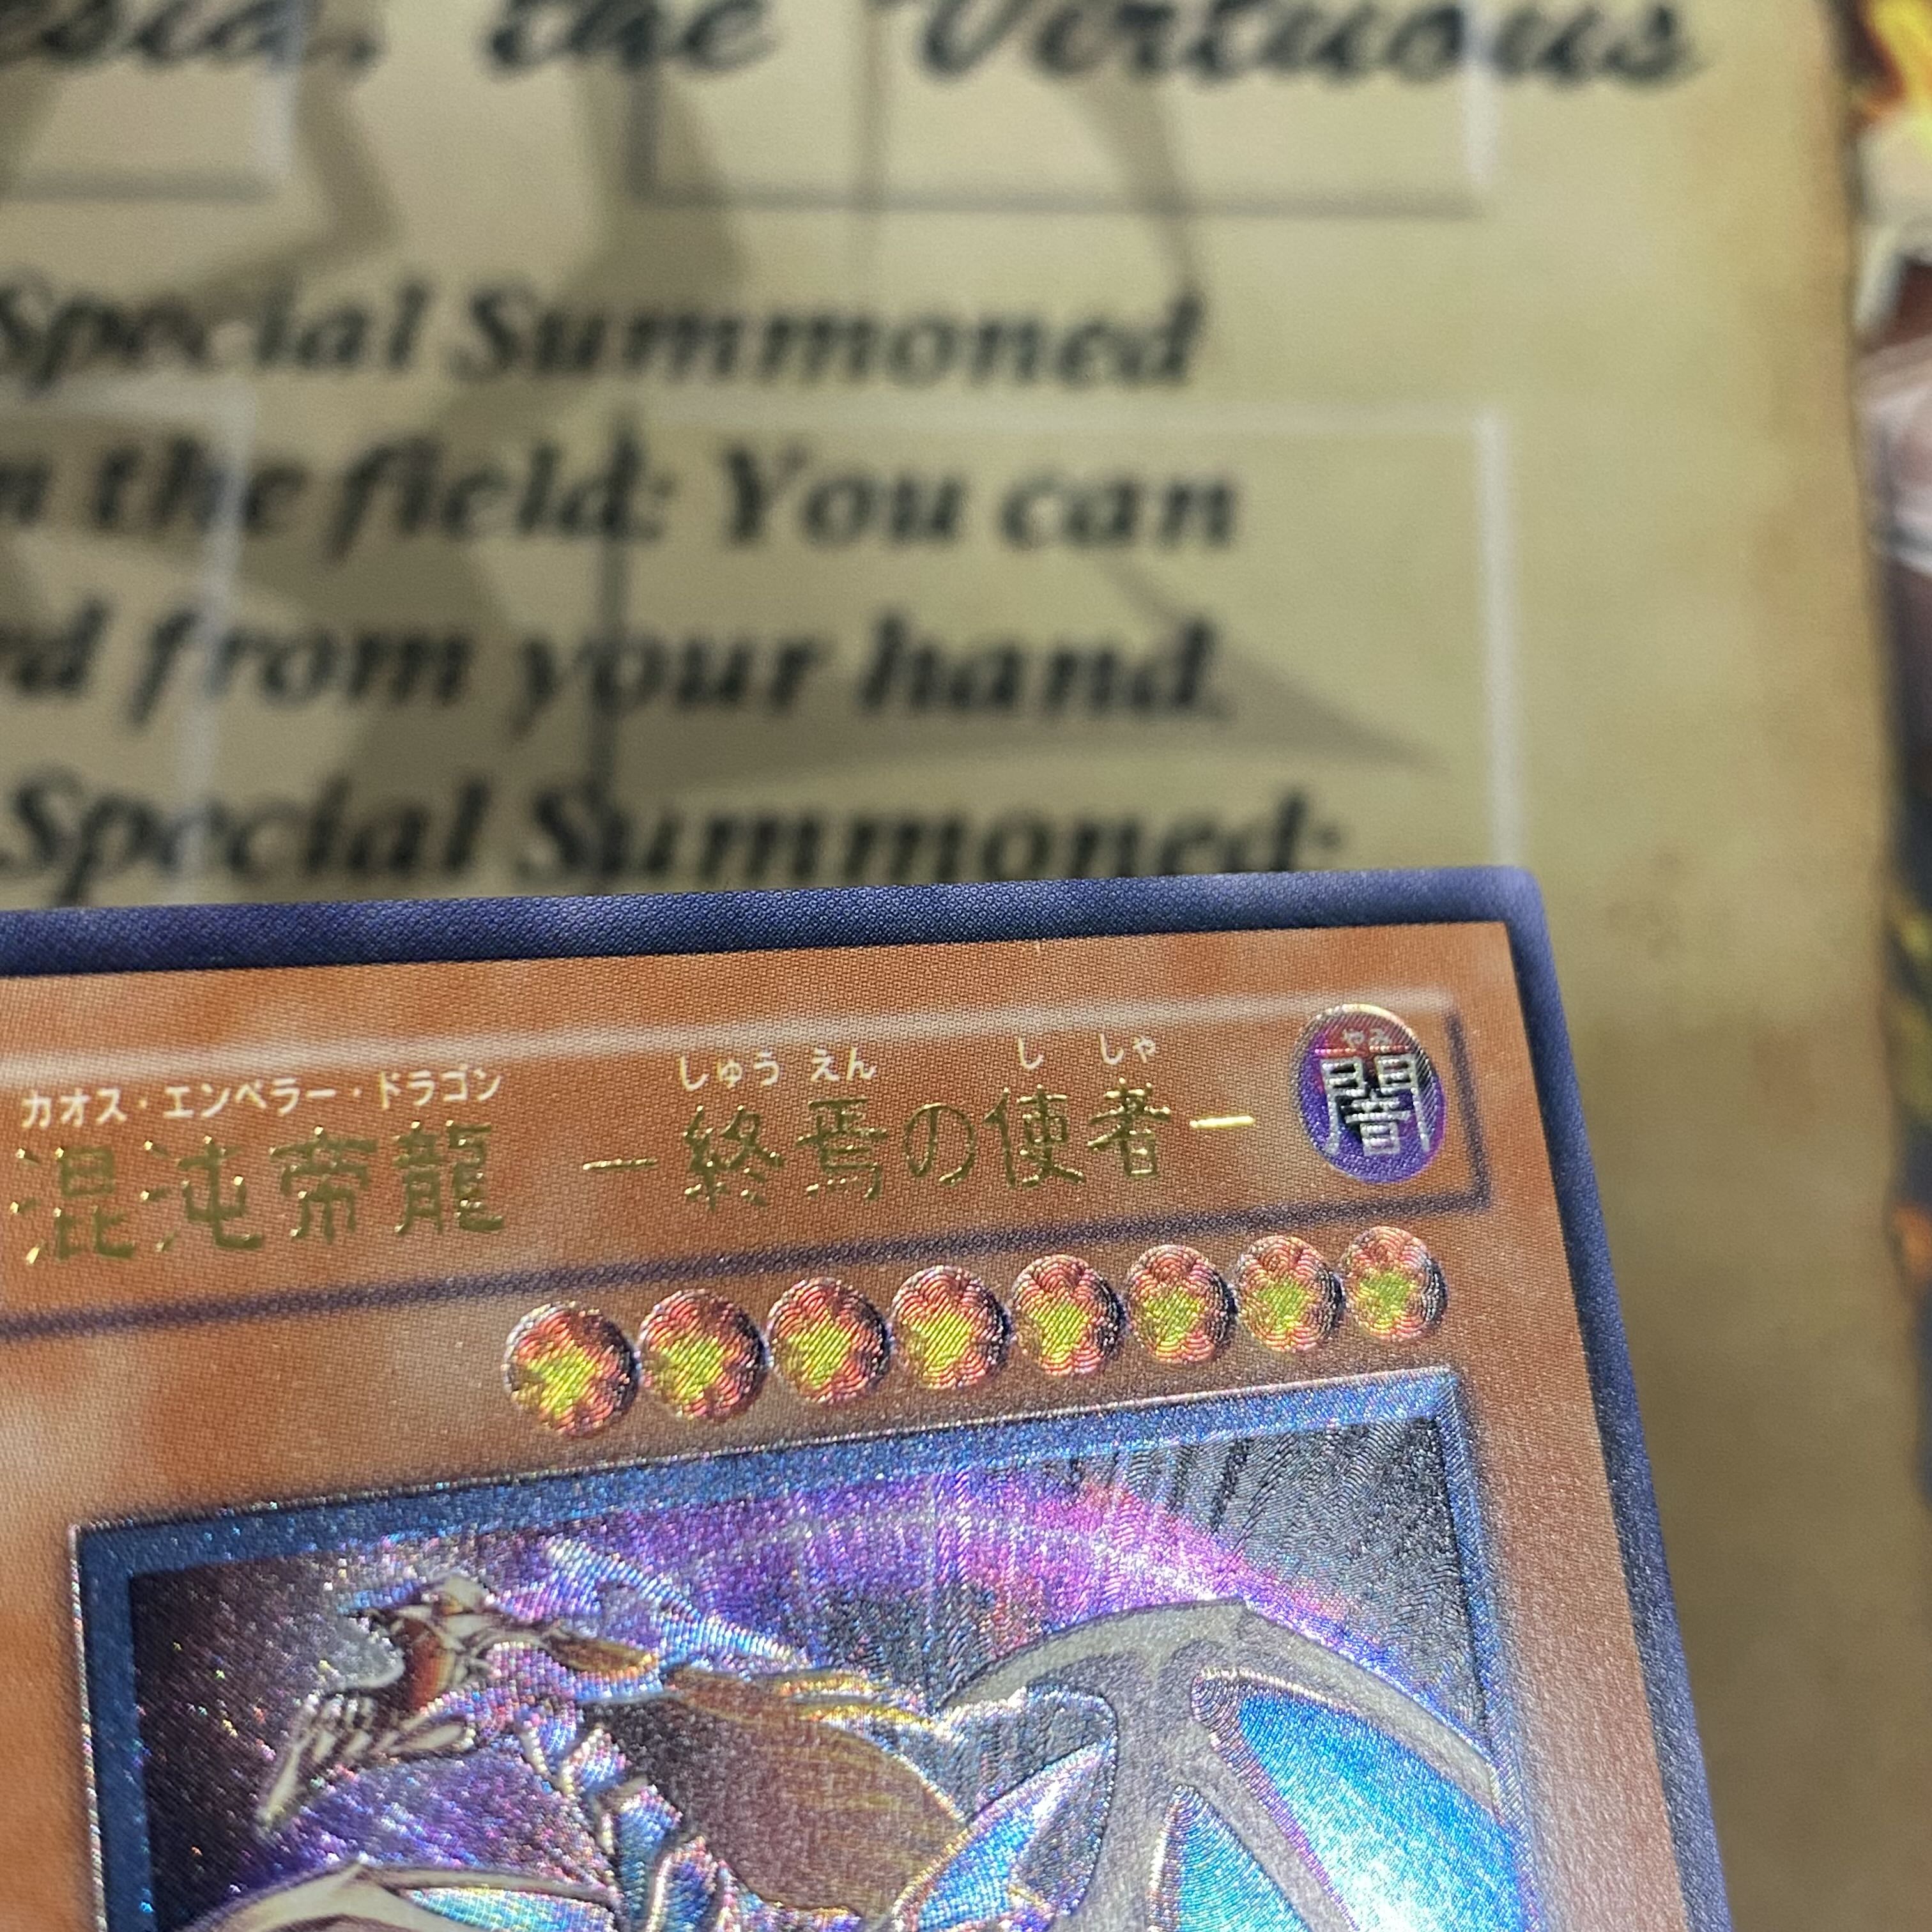 the Virtuous
Special Summoned
the field: You can
from your hand.
Special Summoned:
カオス・エンペラー・ドラゴン しゅうえん ししゃ
混沌帝龍 －終焉の使者－
やみ
闇